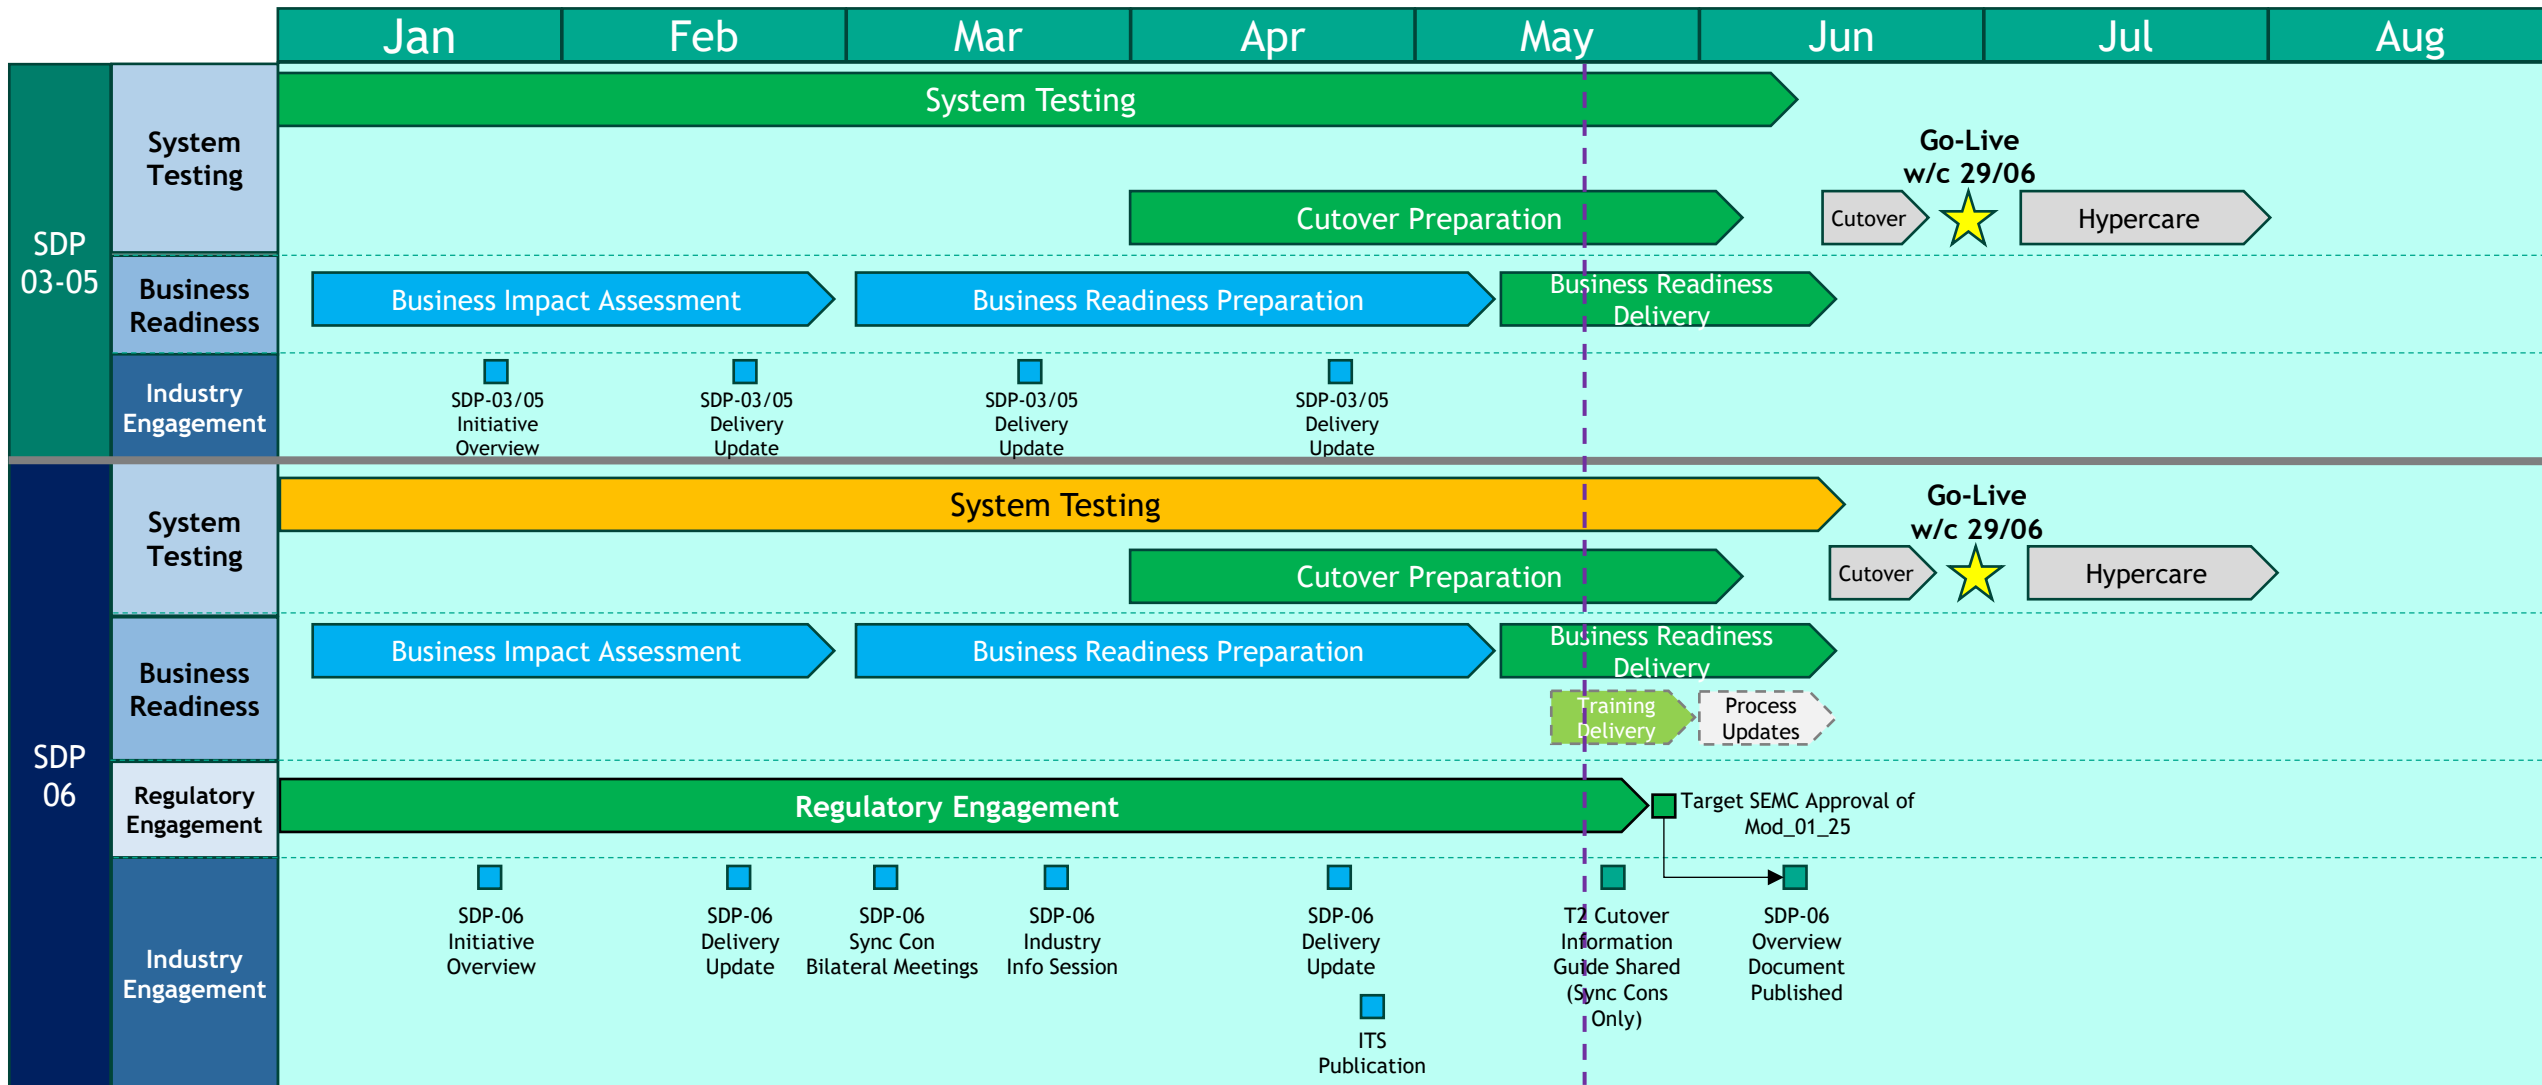 Jan Feb Mar Apr May Jun Jul Aug
SDP
03-05
System
Testing
System Testing
Go-Live
w/c 29/06
Cutover Preparation
Cutover
Hypercare
Business
Readiness
Business Impact Assessment
Business Readiness Preparation
Business Readiness
Delivery
Industry
Engagement
SDP-03/05
Initiative
Overview
SDP-03/05
Delivery
Update
SDP-03/05
Delivery
Update
SDP-03/05
Delivery
Update
SDP
06
System
Testing
System Testing
Go-Live
w/c 29/06
Cutover Preparation
Cutover
Hypercare
Business
Readiness
Business Impact Assessment
Business Readiness Preparation
Business Readiness
Delivery
Training
Delivery
Process
Updates
Regulatory
Engagement
Regulatory Engagement
Target SEMC Approval of
Mod_01_25
Industry
Engagement
SDP-06
Initiative
Overview
SDP-06
Delivery
Update
SDP-06
Sync Con
Bilateral Meetings
SDP-06
Industry
Info Session
SDP-06
Delivery
Update
ITS
Publication
T2 Cutover
Information
Guide Shared
(Sync Cons
Only)
SDP-06
Overview
Document
Published